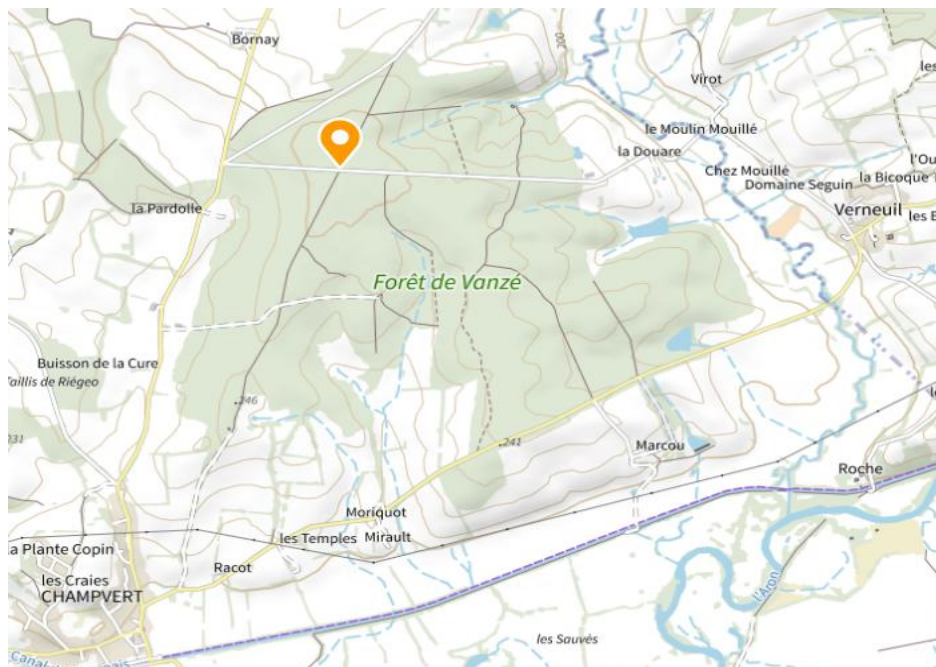 Bornay
200
Virot
les
le Moulin Mouillé
la Douare
Chez Mouillé
l'Ou
la Bicoque
Domaine Seguin
Verneuil
les B
la Pardolle
Forêt de Vanzé
Buisson de la Cure
Taillis de Riégeo
246
231
241
Marcou
Roche
Moriquot
les Temples
Mirault
la Plante Copin
Racot
les Craies
CHAMPVERT
l'Aron
les Sauvés
Canal
ais